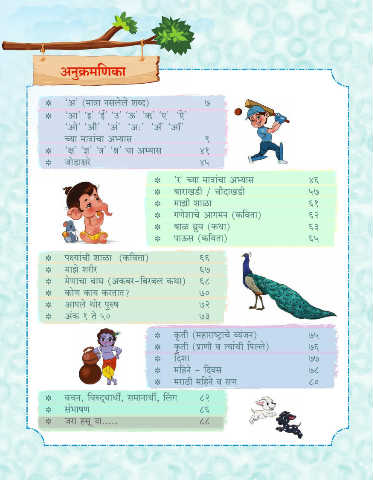 अनुक्रमणिका
'अ' (मात्रा नसलेले शब्द) ७
'आ' 'इ' 'ई' 'उ' 'ऊ' 'ऋ' 'ए' 'ऐ'
'ओ' 'औ' 'अं' 'अः' 'ॲ' 'ऑ'
च्या मात्रांचा अभ्यास ९
'क्ष' 'ज्ञ' 'त्र' 'श्र' चा अभ्यास ४१
जोडाक्षरे ४५
'र' च्या मात्रांचा अभ्यास ४६
बाराखडी / चौदाखडी ५७
माझी शाळा ६१
गणेशाचे आगमन (कविता) ६२
बाळ ध्रुव (कथा) ६३
पाऊस (कविता) ६५
पक्ष्यांची शाळा (कविता) ६६
माझे शरीर ६७
मेणाचा वाघ (अकबर-बिरबल कथा) ६८
कोण काय करतात? ७०
आपले थोर पुरुष ७२
अंक १ ते ५० ७३
कृती (महाराष्ट्राचे व्यंजन) ७५
कृती (प्राणी व त्यांची पिल्ले) ७६
दिशा ७७
महिने - दिवस ७८
मराठी महिने व सण ८०
वचन, विरुद्धार्थी, समानार्थी, लिंग ८२
संभाषण ८६
जरा हसू या..... ८८